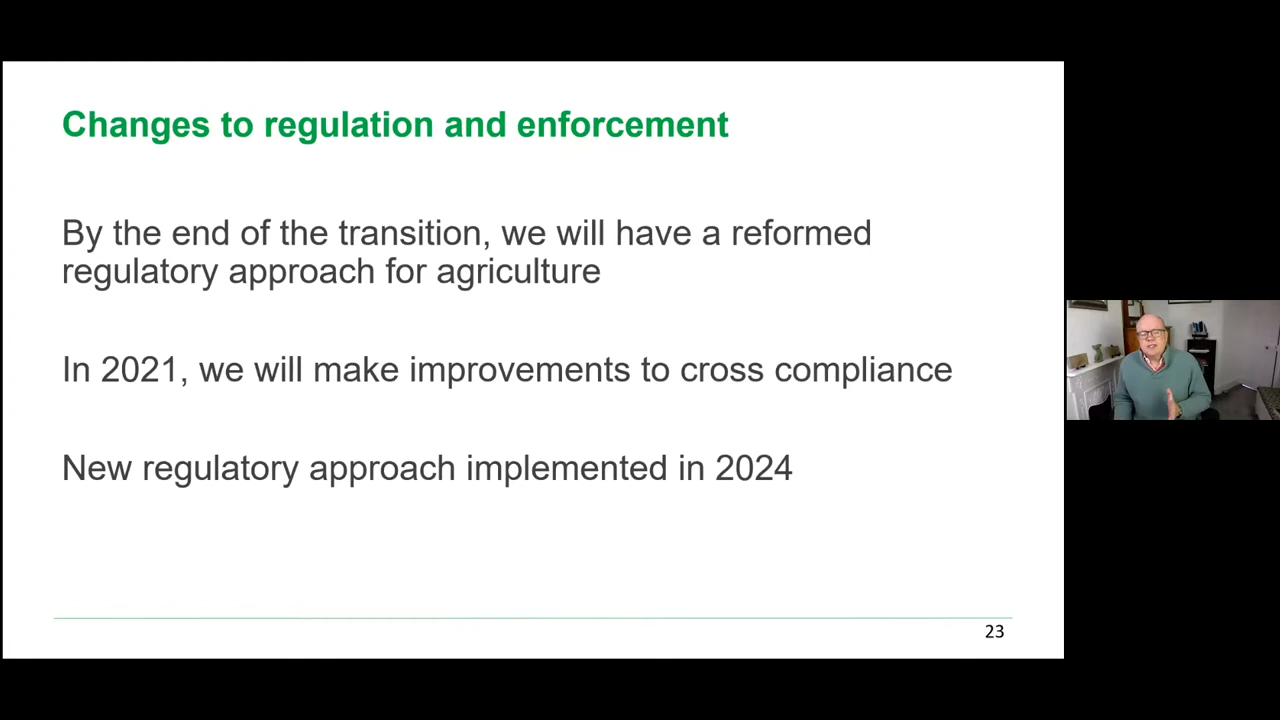 Changes to regulation and enforcement
By the end of the transition, we will have a reformed
regulatory approach for agriculture
In 2021, we will make improvements to cross compliance
New regulatory approach implemented in 2024
23